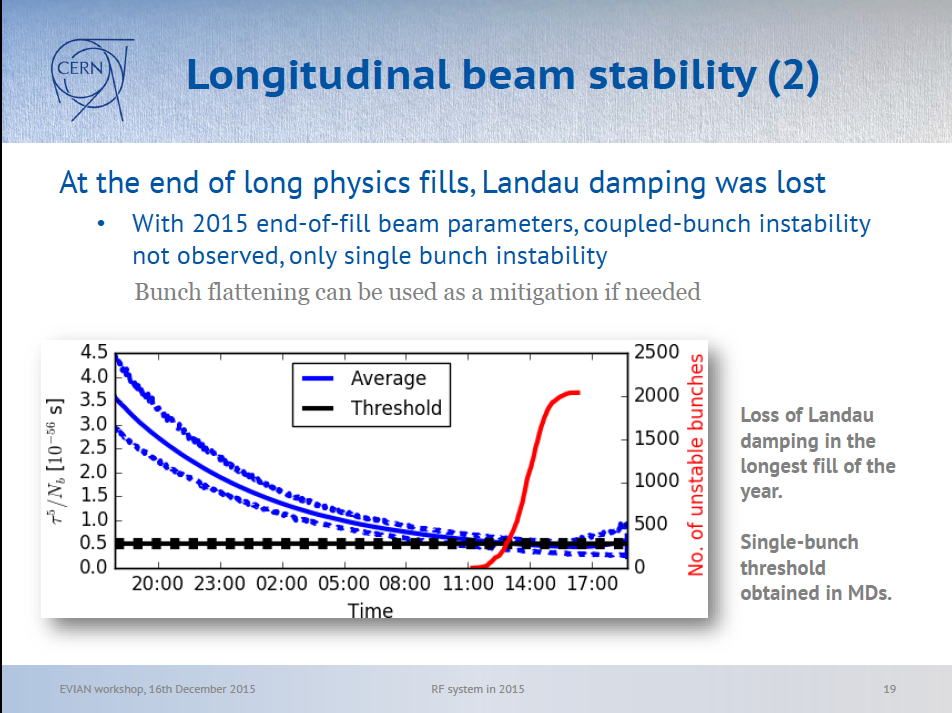 CERN
Longitudinal beam stability (2)
At the end of long physics fills, Landau damping was lost
• With 2015 end-of-fill beam parameters, coupled-bunch instability
not observed, only single bunch instability
Bunch flattening can be used as a mitigation if needed
4.5
4.0
3.5
3.0
2.5
2.0
1.5
1.0
0.5
0.0
τ⁵/N_b [10⁻⁵⁶ s]
Average
Threshold
2500
2000
1500
1000
500
0
No. of unstable bunches
20:00 23:00 02:00 05:00 08:00 11:00 14:00 17:00
Time
Loss of Landau
damping in the
longest fill of the
year.
Single-bunch
threshold
obtained in MDs.
EVIAN workshop, 16th December 2015
RF system in 2015
19